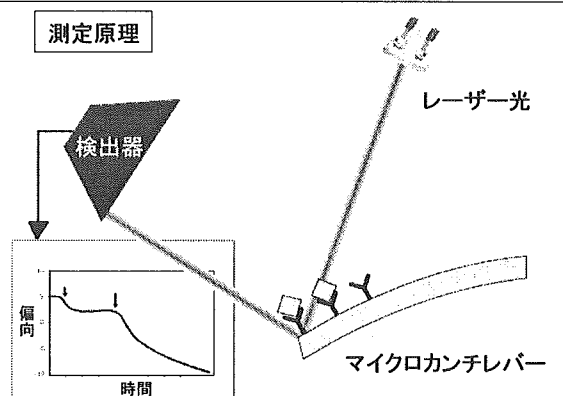 測定原理
レーザー光
検出器
偏向
時間
マイクロカンチレバー